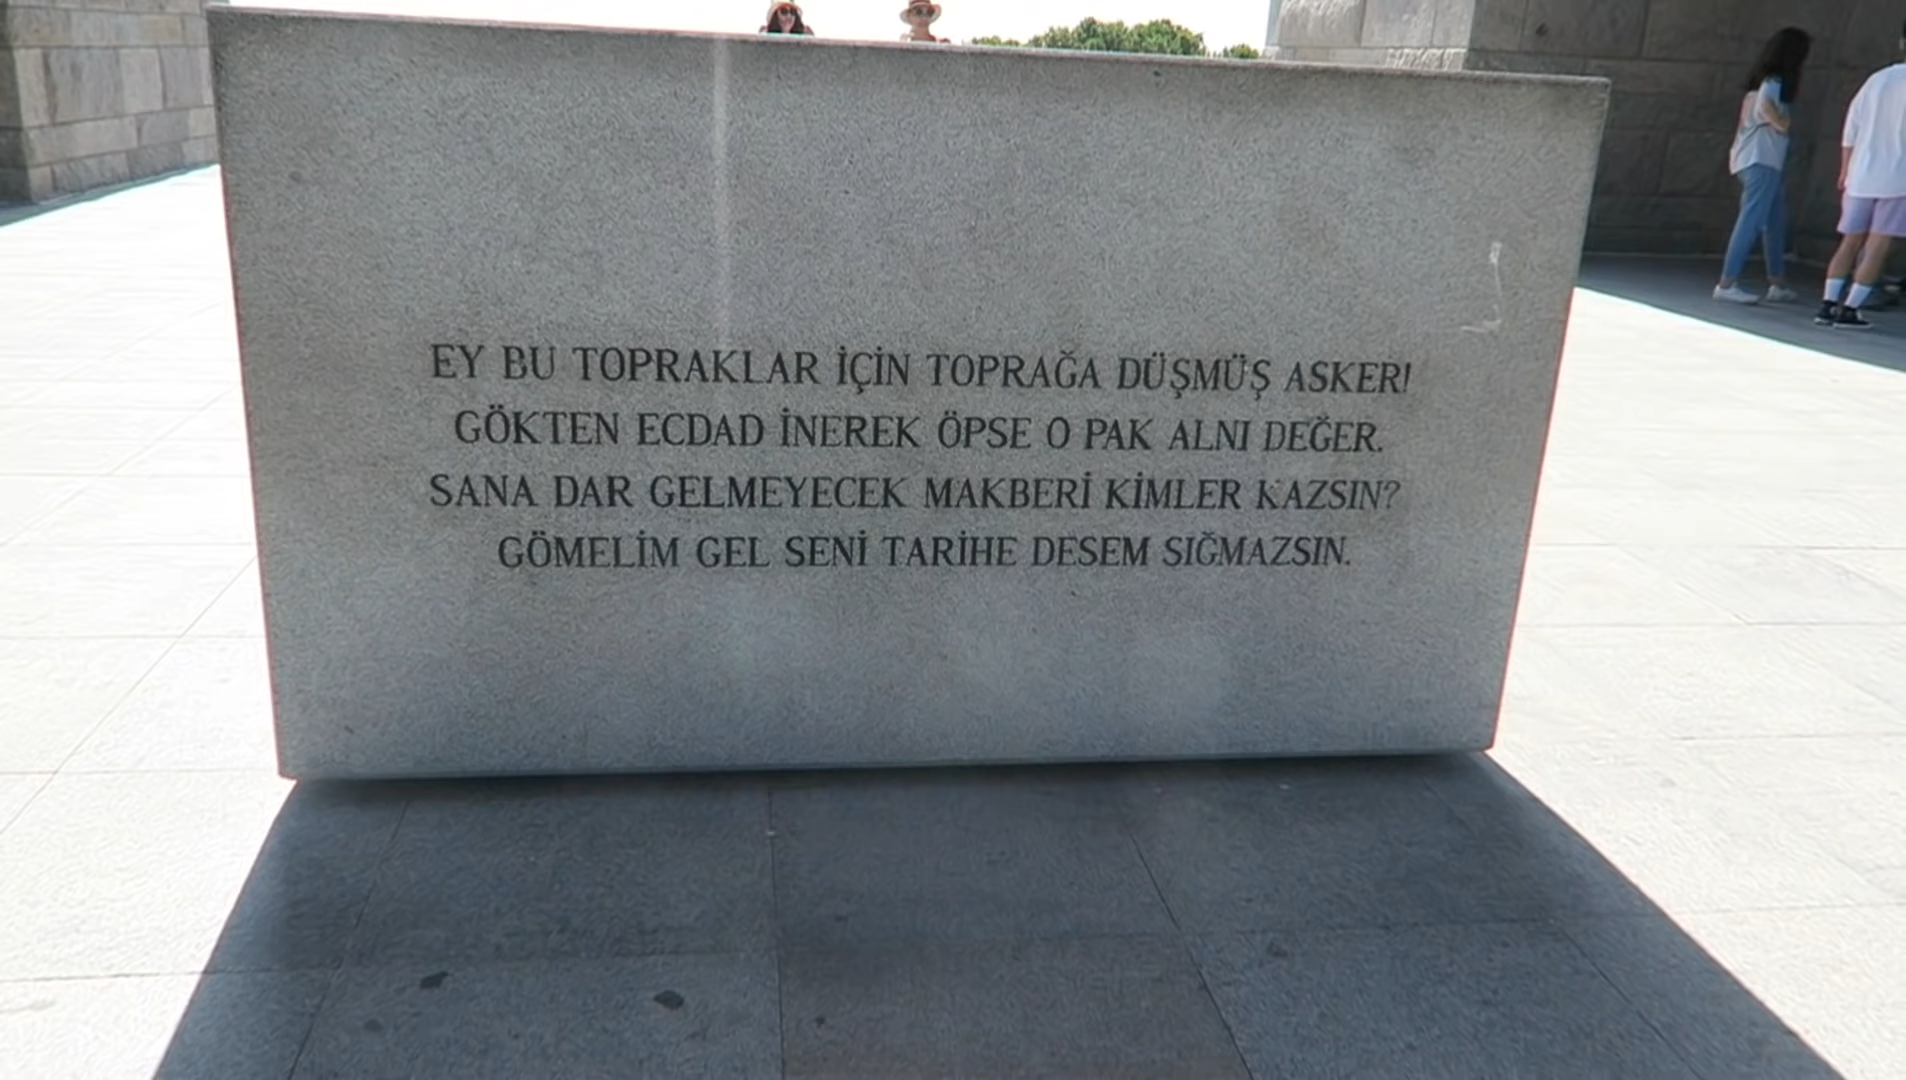 EY BU TOPRAKLAR İÇİN TOPRAĞA DÜŞMÜŞ ASKER!
GÖKTEN ECDAD İNEREK ÖPSE O PAK ALNI DEĞER.
SANA DAR GELMEYECEK MAKBERİ KİMLER KAZSIN?
GÖMELİM GEL SENİ TARİHE DESEM SIĞMAZSIN.